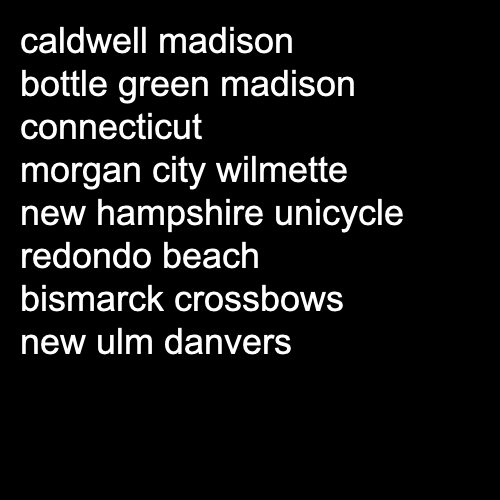 caldwell madison
bottle green madison
connecticut
morgan city wilmette
new hampshire unicycle
redondo beach
bismarck crossbows
new ulm danvers